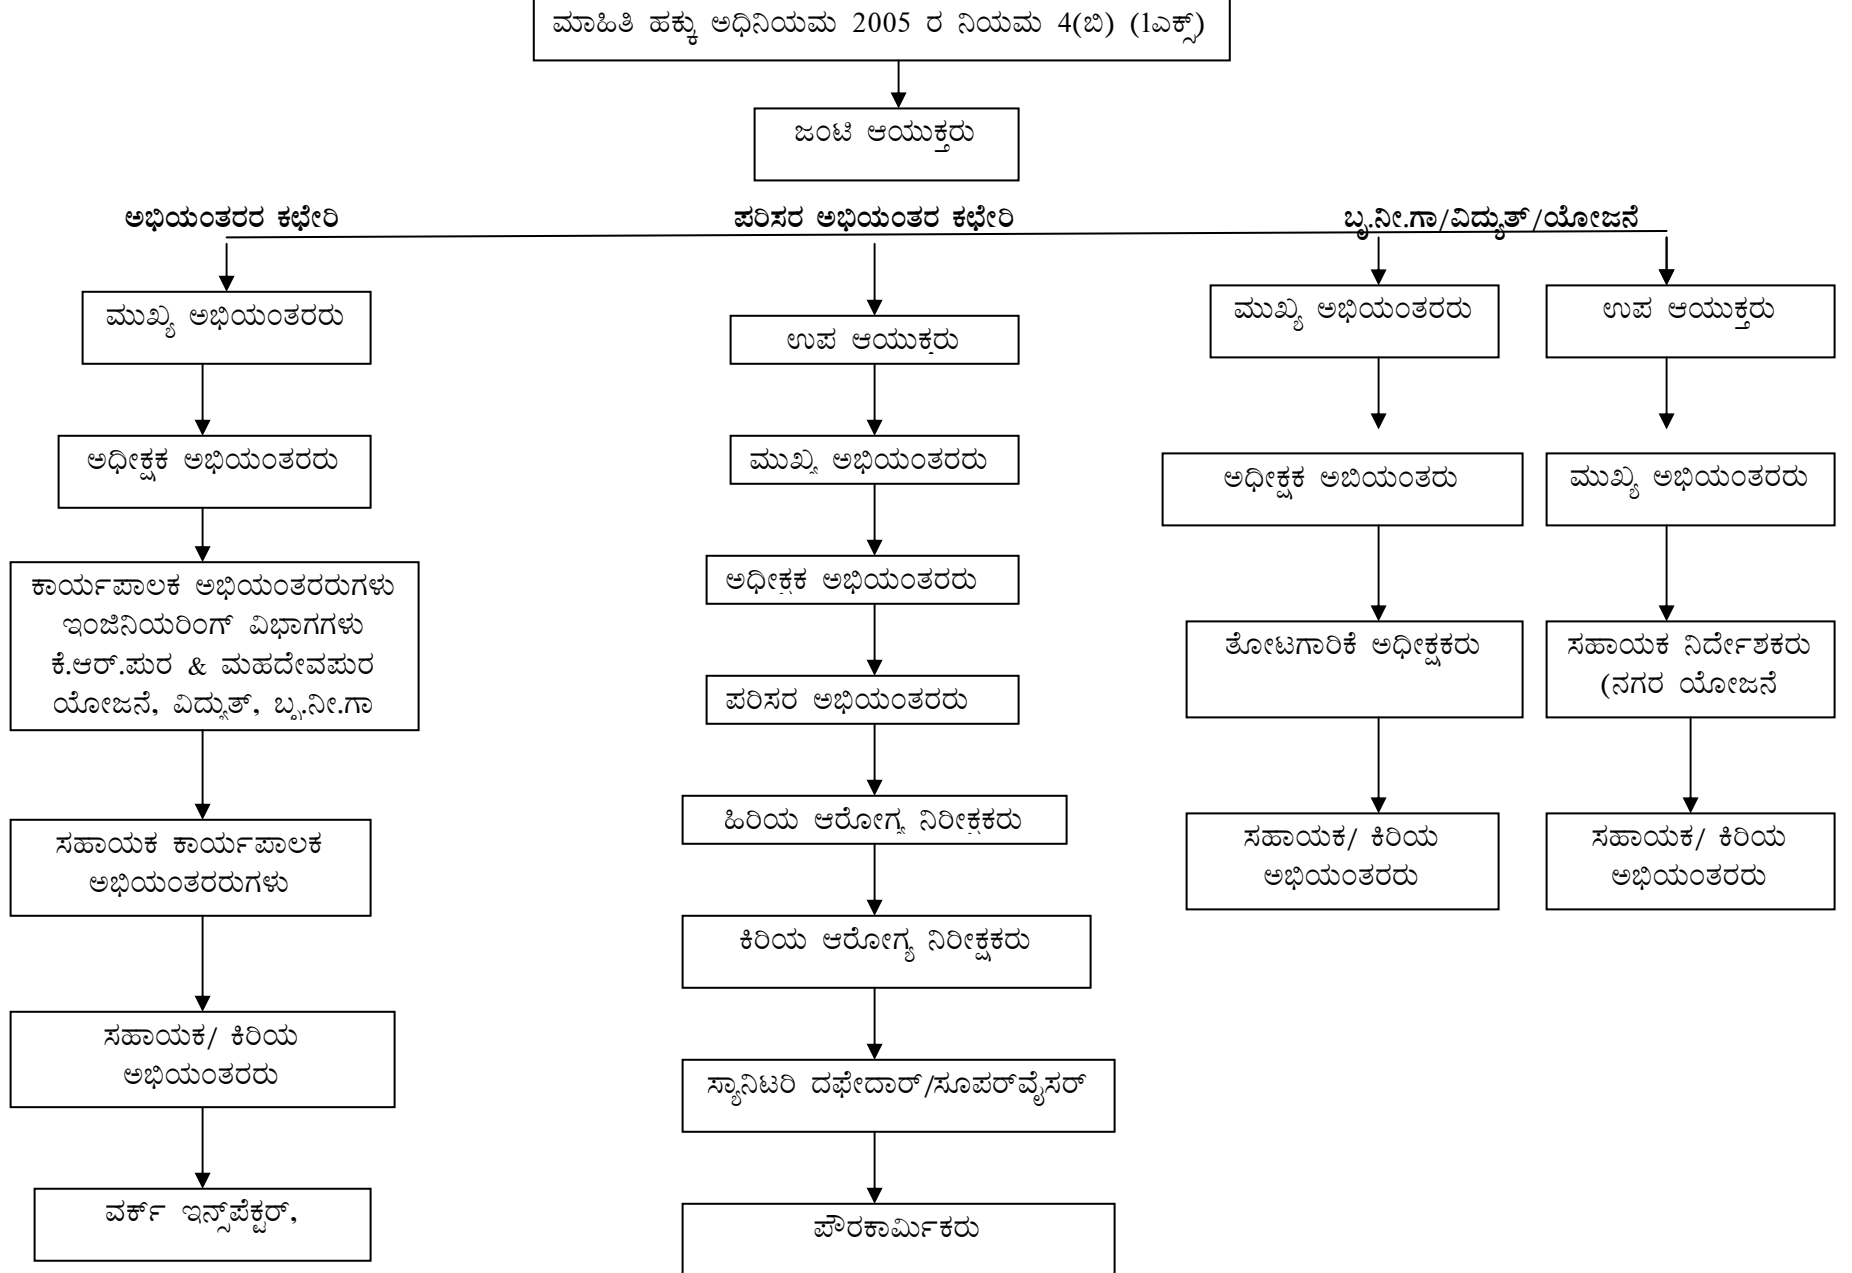 ಮಾಹಿತಿ ಹಕ್ಕು ಅಧಿನಿಯಮ 2005 ರ ನಿಯಮ 4(ಬಿ) (1ಎಕ್ಸ್)
ಜಂಟಿ ಆಯುಕ್ತರು
ಅಭಿಯಂತರರ ಕಛೇರಿ
ಮುಖ್ಯ ಅಭಿಯಂತರರು
ಅಧೀಕ್ಷಕ ಅಭಿಯಂತರರು
ಕಾರ್ಯಪಾಲಕ ಅಭಿಯಂತರರುಗಳು
ಇಂಜಿನಿಯರಿಂಗ್ ವಿಭಾಗಗಳು
ಕೆ.ಆರ್.ಪುರ & ಮಹದೇವಪುರ
ಯೋಜನೆ, ವಿದ್ಯುತ್, ಬೃ.ನೀ.ಗಾ
ಸಹಾಯಕ ಕಾರ್ಯಪಾಲಕ
ಅಭಿಯಂತರರುಗಳು
ಸಹಾಯಕ/ ಕಿರಿಯ
ಅಭಿಯಂತರರು
ವರ್ಕ್ ಇನ್ಸ್‌ಪೆಕ್ಟರ್,
ಪರಿಸರ ಅಭಿಯಂತರ ಕಛೇರಿ
ಉಪ ಆಯುಕ್ತರು
ಮುಖ್ಯ ಅಭಿಯಂತರರು
ಅಧೀಕ್ಷಕ ಅಭಿಯಂತರರು
ಪರಿಸರ ಅಭಿಯಂತರರು
ಹಿರಿಯ ಆರೋಗ್ಯ ನಿರೀಕ್ಷಕರು
ಕಿರಿಯ ಆರೋಗ್ಯ ನಿರೀಕ್ಷಕರು
ಸ್ಯಾನಿಟರಿ ದಫೇದಾರ್/ಸೂಪರ್‌ವೈಸರ್
ಪೌರಕಾರ್ಮಿಕರು
ಬೃ.ನೀ.ಗಾ/ವಿದ್ಯುತ್/ಯೋಜನೆ
ಮುಖ್ಯ ಅಭಿಯಂತರರು
ಅಧೀಕ್ಷಕ ಅಬಿಯಂತರು
ತೋಟಗಾರಿಕೆ ಅಧೀಕ್ಷಕರು
ಸಹಾಯಕ/ ಕಿರಿಯ
ಅಭಿಯಂತರರು
ಉಪ ಆಯುಕ್ತರು
ಮುಖ್ಯ ಅಭಿಯಂತರರು
ಸಹಾಯಕ ನಿರ್ದೇಶಕರು
(ನಗರ ಯೋಜನೆ
ಸಹಾಯಕ/ ಕಿರಿಯ
ಅಭಿಯಂತರರು